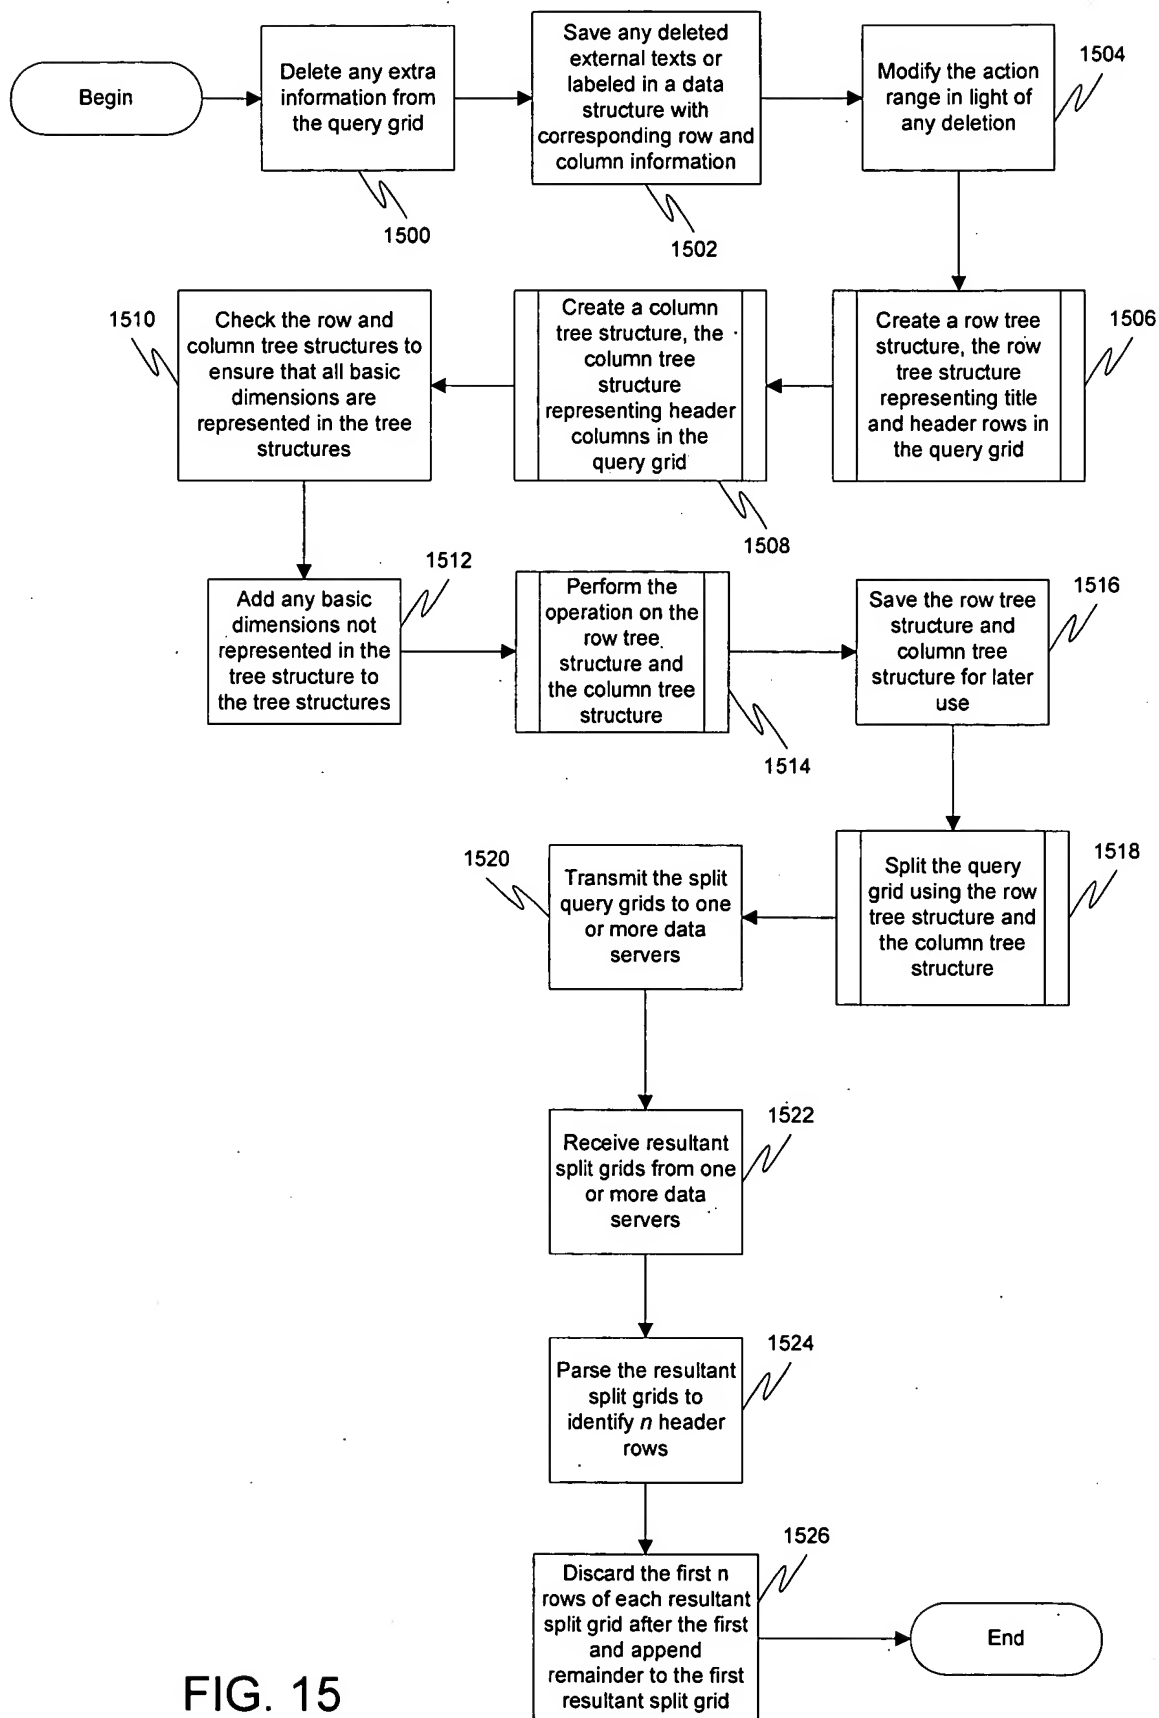 Begin
Delete any extra
information from
the query grid
1500
Save any deleted
external texts or
labeled in a data
structure with
corresponding row and
column information
1502
Modify the action
range in light of
any deletion
1504
Create a row tree
structure, the row
tree structure
representing title
and header rows in
the query grid
1506
Create a column
tree structure, the
column tree
structure
representing header
columns in the
query grid
1508
Check the row and
column tree structures to
ensure that all basic
dimensions are
represented in the tree
structures
1510
Add any basic
dimensions not
represented in the
tree structure to
the tree structures
1512
Perform the
operation on the
row tree
structure and
the column tree
structure
1514
Save the row tree
structure and
column tree
structure for later
use
1516
Split the query
grid using the row
tree structure and
the column tree
structure
1518
Transmit the split
query grids to one
or more data
servers
1520
Receive resultant
split grids from one
or more data
servers
1522
Parse the resultant
split grids to
identify n header
rows
1524
Discard the first n
rows of each resultant
split grid after the first
and append
remainder to the first
resultant split grid
1526
End
FIG. 15